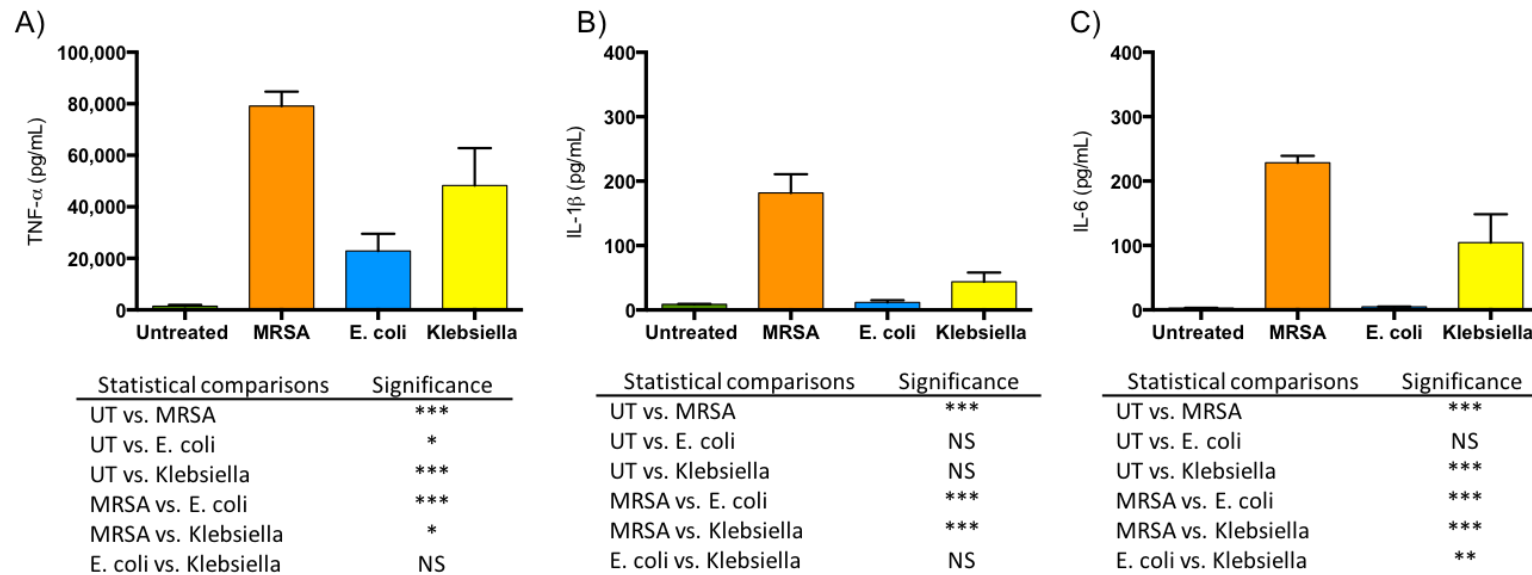 A)
100,000
80,000
60,000
40,000
20,000
0
TNF-α (pg/mL)
Untreated MRSA E. coli Klebsiella
Statistical comparisons Significance
UT vs. MRSA ***
UT vs. E. coli *
UT vs. Klebsiella ***
MRSA vs. E. coli ***
MRSA vs. Klebsiella *
E. coli vs. Klebsiella NS
B)
400
300
200
100
0
IL-1β (pg/mL)
Untreated MRSA E. coli Klebsiella
Statistical comparisons Significance
UT vs. MRSA ***
UT vs. E. coli NS
UT vs. Klebsiella NS
MRSA vs. E. coli ***
MRSA vs. Klebsiella ***
E. coli vs. Klebsiella NS
C)
400
300
200
100
0
IL-6 (pg/mL)
Untreated MRSA E. coli Klebsiella
Statistical comparisons Significance
UT vs. MRSA ***
UT vs. E. coli NS
UT vs. Klebsiella ***
MRSA vs. E. coli ***
MRSA vs. Klebsiella ***
E. coli vs. Klebsiella **